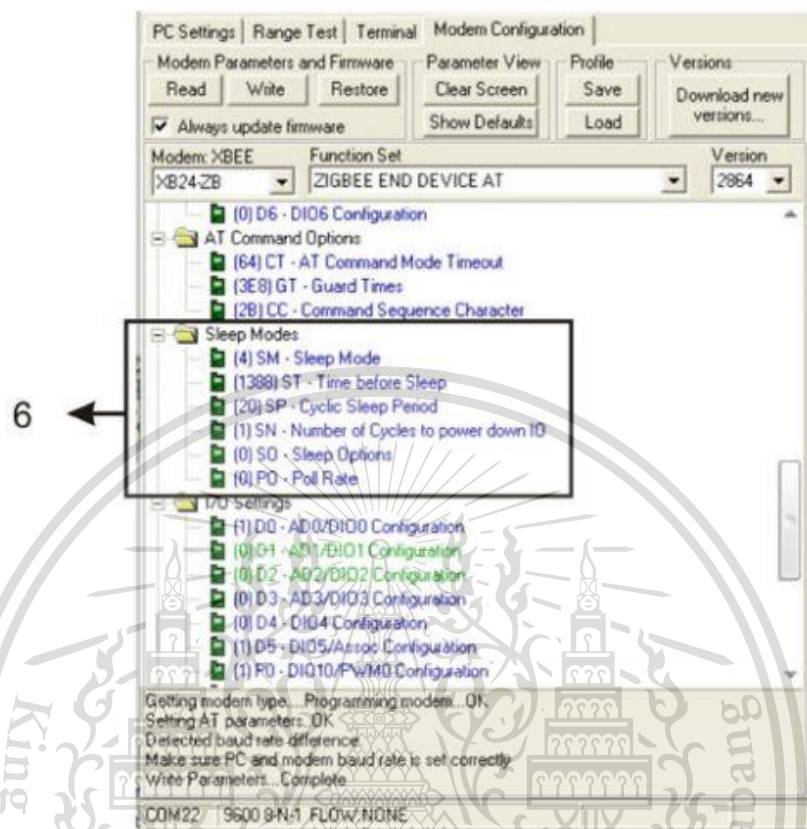 PC Settings Range Test Terminal Modem Configuration
Modem Parameters and Firmware Parameter View Profile Versions
Read Write Restore Clear Screen Save Download new versions...
Always update firmware Show Defaults Load
Modem: XBEE Function Set Version
XB24-ZB ZIGBEE END DEVICE AT 2864
(0) D6 - DIO6 Configuration
AT Command Options
(64) CT - AT Command Mode Timeout
(3E8) GT - Guard Times
(2B) CC - Command Sequence Character
Sleep Modes
(4) SM - Sleep Mode
(1388) ST - Time before Sleep
6
(20) SP - Cyclic Sleep Period
(1) SN - Number of Cycles to power down IO
(0) SO - Sleep Options
(0) PO - Poll Rate
I/O Settings
(1) D0 - AD0/DIO0 Configuration
(0) D1 - AD1/DIO1 Configuration
(0) D2 - AD2/DIO2 Configuration
(0) D3 - AD3/DIO3 Configuration
(0) D4 - DIO4 Configuration
(1) D5 - DIO5/Assoc Configuration
(1) P0 - DIO10/PWM0 Configuration
Getting modem type....Programming modem...OK
Setting AT parameters..OK
Detected baud rate difference
Make sure PC and modem baud rate is set correctly
Write Parameters...Complete
COM22 9600 8-N-1 FLOW:NONE
King